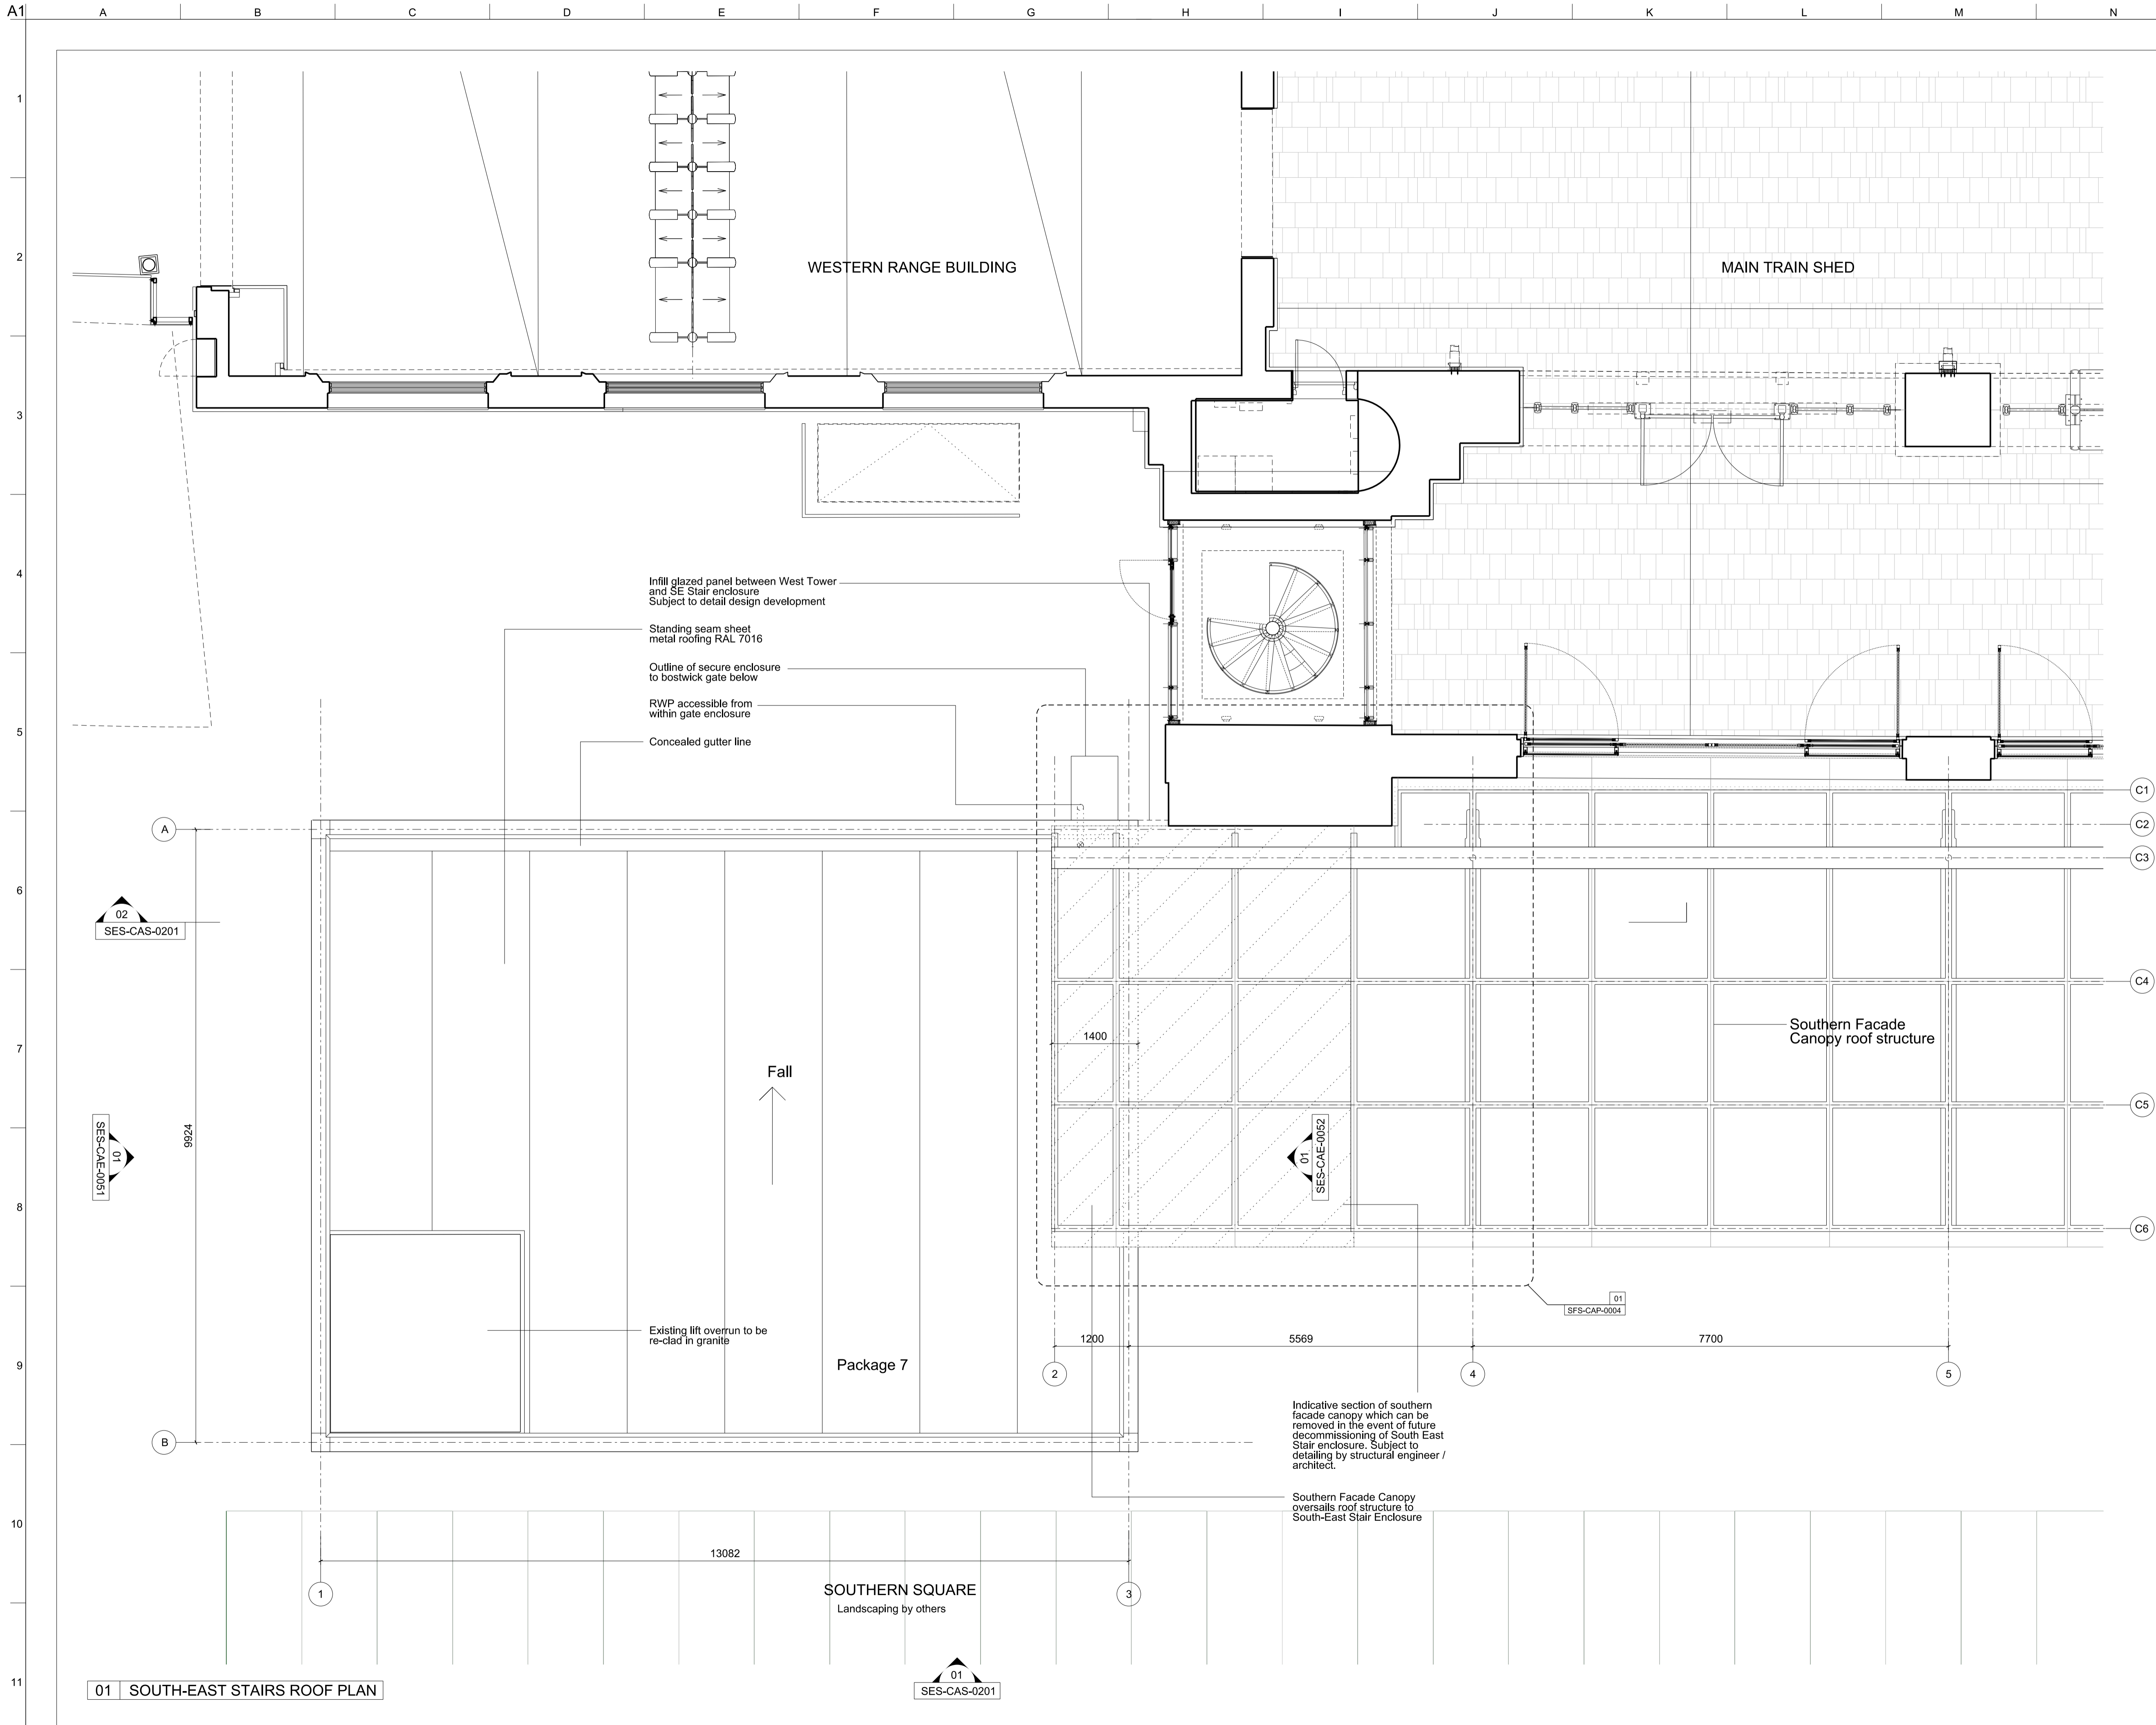 A1
A B C D E F G H I J K L M N
1
2
3
4
5
6
7
8
9
10
11
WESTERN RANGE BUILDING
MAIN TRAIN SHED
Infill glazed panel between West Tower
and SE Stair enclosure
Subject to detail design development
Standing seam sheet
metal roofing RAL 7016
Outline of secure enclosure
to bostwick gate below
RWP accessible from
within gate enclosure
Concealed gutter line
C1
C2
C3
C4
C5
C6
A
B
02
SES-CAS-0201
9924
01
SES-CAE-0051
Fall
1400
Southern Facade
Canopy roof structure
01
SES-CAE-0052
01
SFS-CAP-0004
Existing lift overrun to be
re-clad in granite
Package 7
1200
5569
7700
2
4
5
Indicative section of southern
facade canopy which can be
removed in the event of future
decommissioning of South East
Stair enclosure. Subject to
detailing by structural engineer /
architect.
Southern Facade Canopy
oversails roof structure to
South-East Stair Enclosure
13082
1
3
SOUTHERN SQUARE
Landscaping by others
01
SES-CAS-0201
01 SOUTH-EAST STAIRS ROOF PLAN